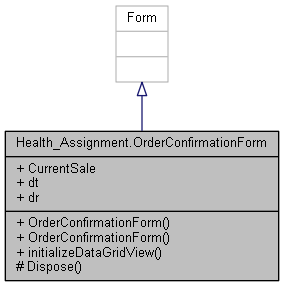 Form
Health_Assignment.OrderConfirmationForm
+ CurrentSale
+ dt
+ dr
+ OrderConfirmationForm()
+ OrderConfirmationForm()
+ initializeDataGridView()
# Dispose()